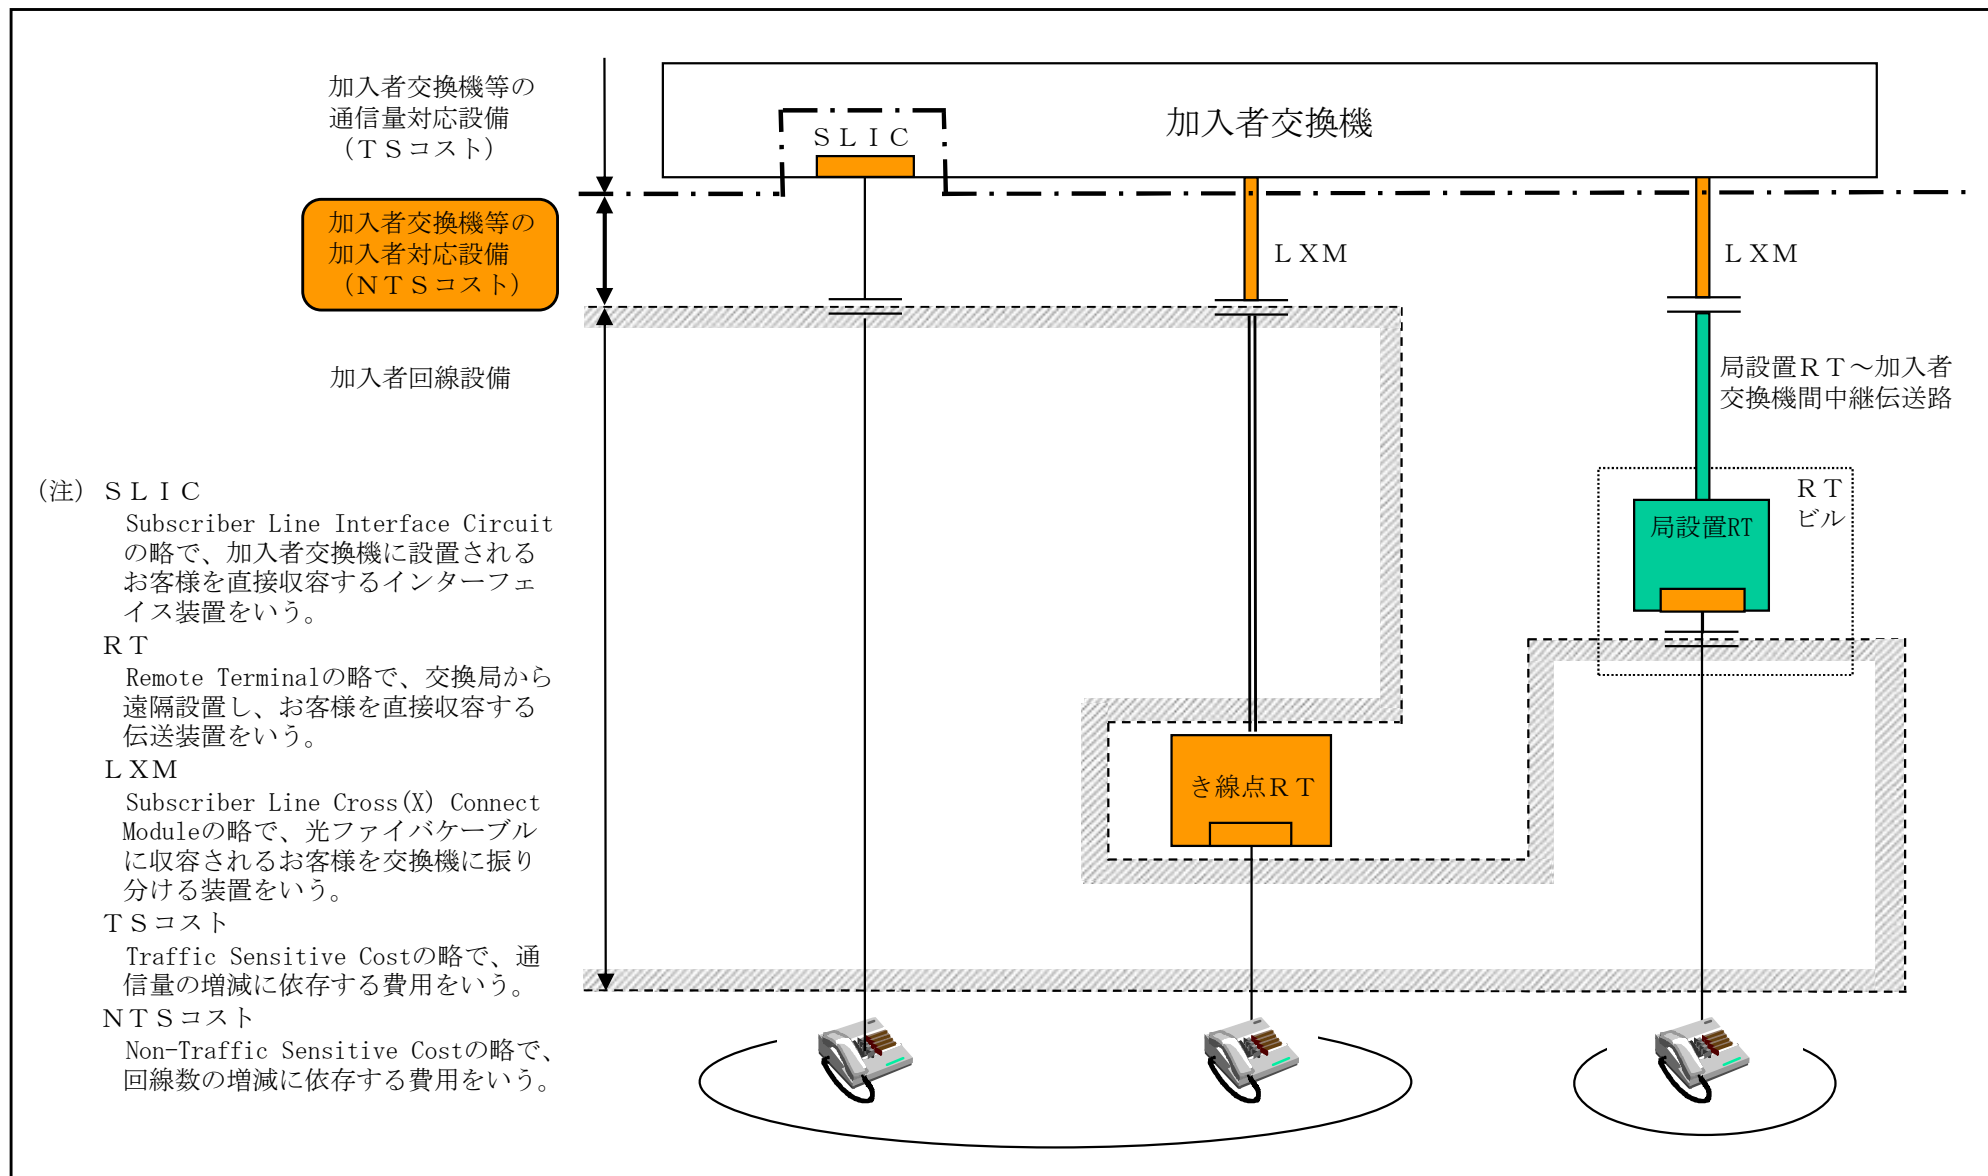 加入者交換機等の
通信量対応設備
（ＴＳコスト）
加入者交換機
ＳＬＩＣ
加入者交換機等の
加入者対応設備
（ＮＴＳコスト）
ＬＸＭ
ＬＸＭ
加入者回線設備
局設置ＲＴ～加入者
交換機間中継伝送路
ＲＴ
ビル
局設置RT
き線点ＲＴ
（注）ＳＬＩＣ
Subscriber Line Interface Circuit
の略で、加入者交換機に設置される
お客様を直接収容するインターフェ
イス装置をいう。
ＲＴ
Remote Terminalの略で、交換局から
遠隔設置し、お客様を直接収容する
伝送装置をいう。
ＬＸＭ
Subscriber Line Cross(X) Connect
Moduleの略で、光ファイバケーブル
に収容されるお客様を交換機に振り
分ける装置をいう。
ＴＳコスト
Traffic Sensitive Costの略で、通
信量の増減に依存する費用をいう。
ＮＴＳコスト
Non-Traffic Sensitive Costの略で、
回線数の増減に依存する費用をいう。